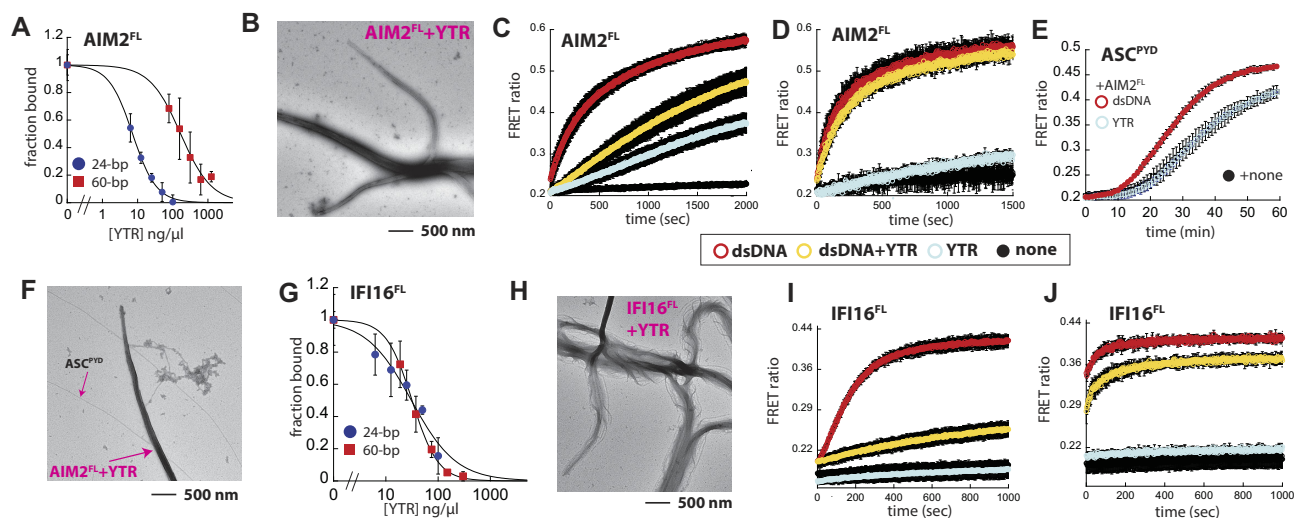 A
AIM2FL
fraction bound
1.2
1
0.8
0.6
0.4
0.2
0
24-bp
60-bp
0 1 10 100 1000
[YTR] ng/µl
B
AIM2FL+YTR
500 nm
C
AIM2FL
FRET ratio
0.6
0.5
0.4
0.3
0.2
0 500 1000 1500 2000
time (sec)
D
AIM2FL
FRET ratio
0.6
0.5
0.4
0.3
0.2
0 500 1000 1500
time (sec)
E
ASCPYD
FRET ratio
0.5
0.45
0.4
0.35
0.3
0.25
0.2
+AIM2FL
dsDNA
YTR
+none
0 10 20 30 40 50 60
time (min)
dsDNA dsDNA+YTR YTR none
F
ASCPYD
AIM2FL+YTR
500 nm
G
IFI16FL
fraction bound
1.2
1
0.8
0.6
0.4
0.2
0
24-bp
60-bp
0 10 100 1000
[YTR] ng/µl
H
IFI16FL
+YTR
500 nm
I
IFI16FL
FRET ratio
0.44
0.36
0.29
0.21
0 200 400 600 800 1000
time (sec)
J
IFI16FL
FRET ratio
0.44
0.36
0.29
0.22
0 200 400 600 800 1000
time (sec)